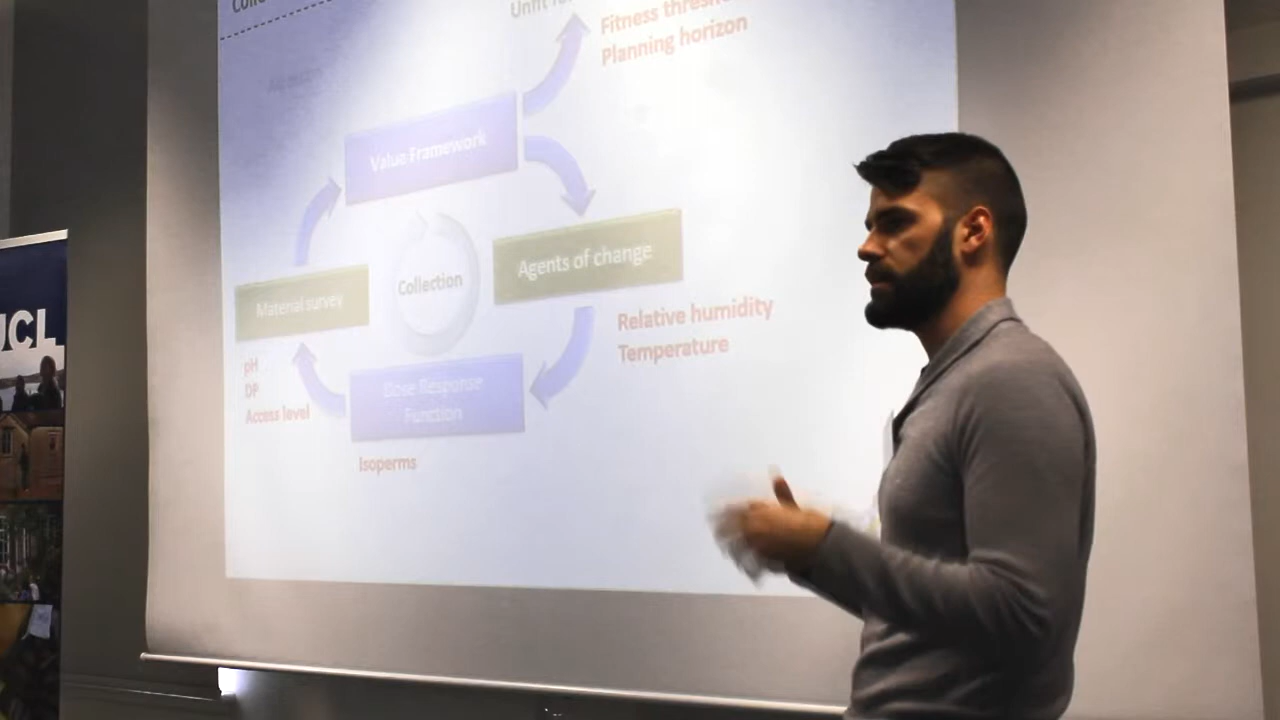 Unfit
Fitness
Planning horizon
Value Framework
Agents of change
Collection
Material survey
Relative humidity
Temperature
pH
DP
Access level
Dose Response
Function
Isoperms
UCL